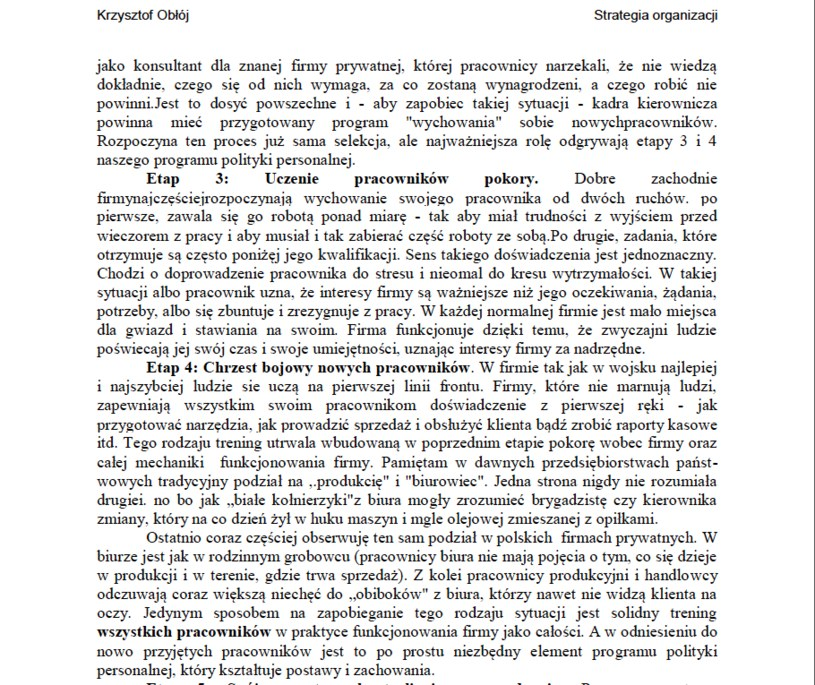 Krzysztof Obłój Strategia organizacji
jako konsultant dla znanej firmy prywatnej, której pracownicy narzekali, że nie wiedzą
dokładnie, czego się od nich wymaga, za co zostaną wynagrodzeni, a czego robić nie
powinni.Jest to dosyć powszechne i - aby zapobiec takiej sytuacji - kadra kierownicza
powinna mieć przygotowany program "wychowania" sobie nowychpracowników.
Rozpoczyna ten proces już sama selekcja, ale najważniejsza rolę odgrywają etapy 3 i 4
naszego programu polityki personalnej.
Etap 3: Uczenie pracowników pokory. Dobre zachodnie
firmynajczęściejrozpoczynają wychowanie swojego pracownika od dwóch ruchów. po
pierwsze, zawala się go robotą ponad miarę - tak aby miał trudności z wyjściem przed
wieczorem z pracy i aby musiał i tak zabierać część roboty ze sobą.Po drugie, zadania, które
otrzymuje są często poniżej jego kwalifikacji. Sens takiego doświadczenia jest jednoznaczny.
Chodzi o doprowadzenie pracownika do stresu i nieomal do kresu wytrzymałości. W takiej
sytuacji albo pracownik uzna, że interesy firmy są ważniejsze niż jego oczekiwania, żądania,
potrzeby, albo się zbuntuje i zrezygnuje z pracy. W każdej normalnej firmie jest mało miejsca
dla gwiazd i stawiania na swoim. Firma funkcjonuje dzięki temu, że zwyczajni ludzie
poświecają jej swój czas i swoje umiejętności, uznając interesy firmy za nadrzędne.
Etap 4: Chrzest bojowy nowych pracowników. W firmie tak jak w wojsku najlepiej
i najszybciej ludzie sie uczą na pierwszej linii frontu. Firmy, które nie marnują ludzi,
zapewniają wszystkim swoim pracownikom doświadczenie z pierwszej ręki - jak
przygotować narzędzia, jak prowadzić sprzedaż i obsłużyć klienta bądź zrobić raporty kasowe
itd. Tego rodzaju trening utrwala wbudowaną w poprzednim etapie pokorę wobec firmy oraz
całej mechaniki funkcjonowania firmy. Pamiętam w dawnych przedsiębiorstwach państ-
wowych tradycyjny podział na ,.produkcię" i "biurowiec". Jedna strona nigdy nie rozumiała
drugiei. no bo jak „białe kołnierzyki"z biura mogły zrozumieć brygadzistę czy kierownika
zmiany, który na co dzień żył w huku maszyn i mgle olejowej zmieszanej z opiłkami.
Ostatnio coraz częściej obserwuję ten sam podział w polskich firmach prywatnych. W
biurze jest jak w rodzinnym grobowcu (pracownicy biura nie mają pojęcia o tym, co się dzieje
w produkcji i w terenie, gdzie trwa sprzedaż). Z kolei pracownicy produkcyjni i handlowcy
odczuwają coraz większą niechęć do „obiboków" z biura, którzy nawet nie widzą klienta na
oczy. Jedynym sposobem na zapobieganie tego rodzaju sytuacji jest solidny trening
wszystkich pracowników w praktyce funkcjonowania firmy jako całości. A w odniesieniu do
nowo przyjętych pracowników jest to po prostu niezbędny element programu polityki
personalnej, który kształtuje postawy i zachowania.